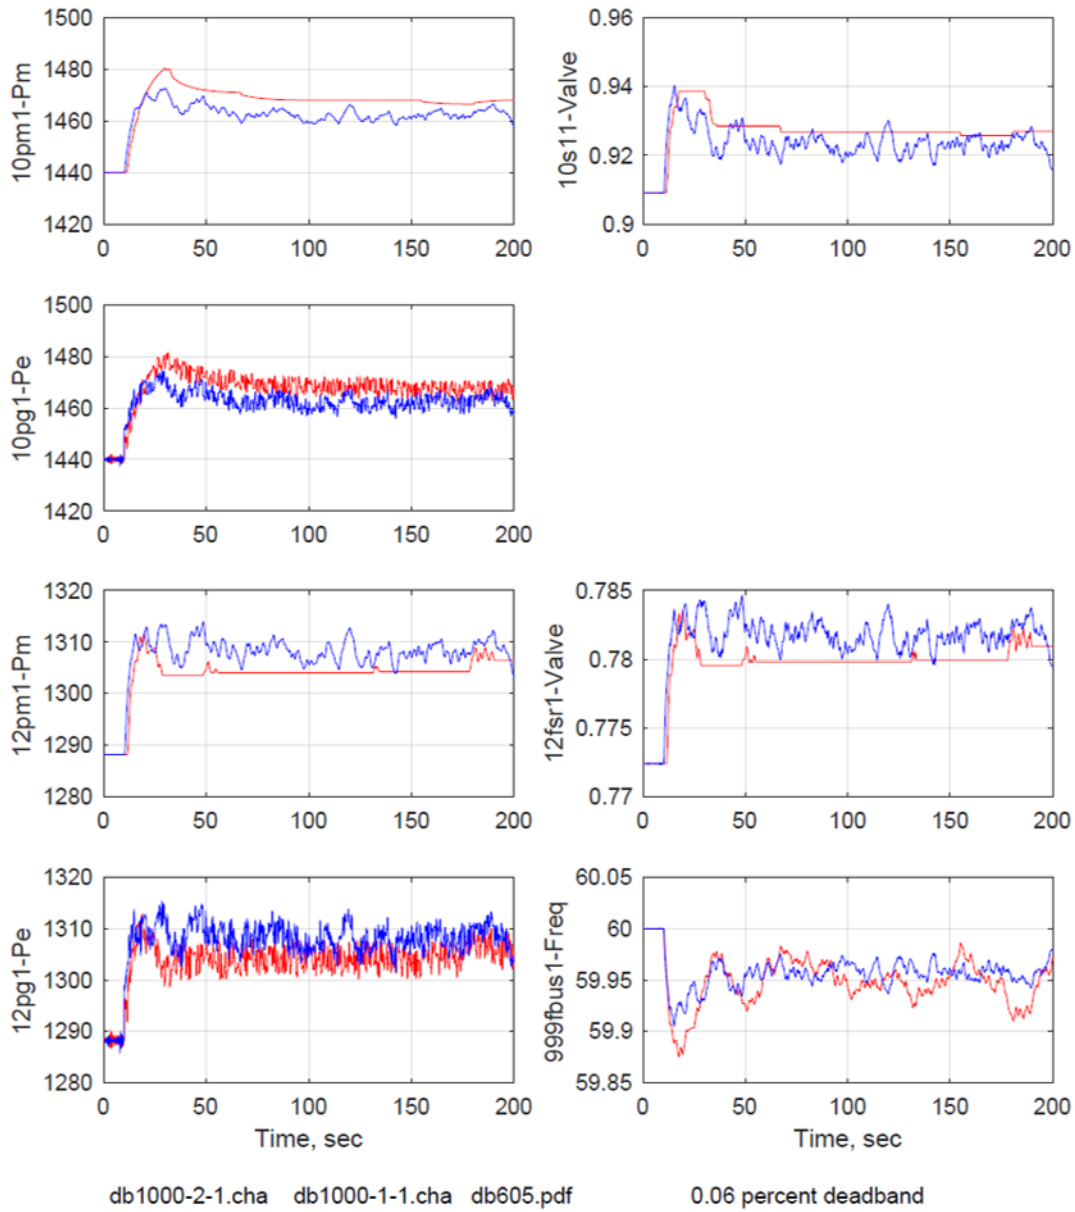 10pm1-Pm
1500
1480
1460
1440
1420
0 50 100 150 200
10s11-Valve
0.96
0.94
0.92
0.9
0 50 100 150 200
10pg1-Pe
1500
1480
1460
1440
1420
0 50 100 150 200
12pm1-Pm
1320
1310
1300
1290
1280
0 50 100 150 200
12fsr1-Valve
0.785
0.78
0.775
0.77
0 50 100 150 200
12pg1-Pe
1320
1310
1300
1290
1280
0 50 100 150 200
Time, sec
999fbus1-Freq
60.05
60
59.95
59.9
59.85
0 50 100 150 200
Time, sec
db1000-2-1.cha db1000-1-1.cha db605.pdf 0.06 percent deadband